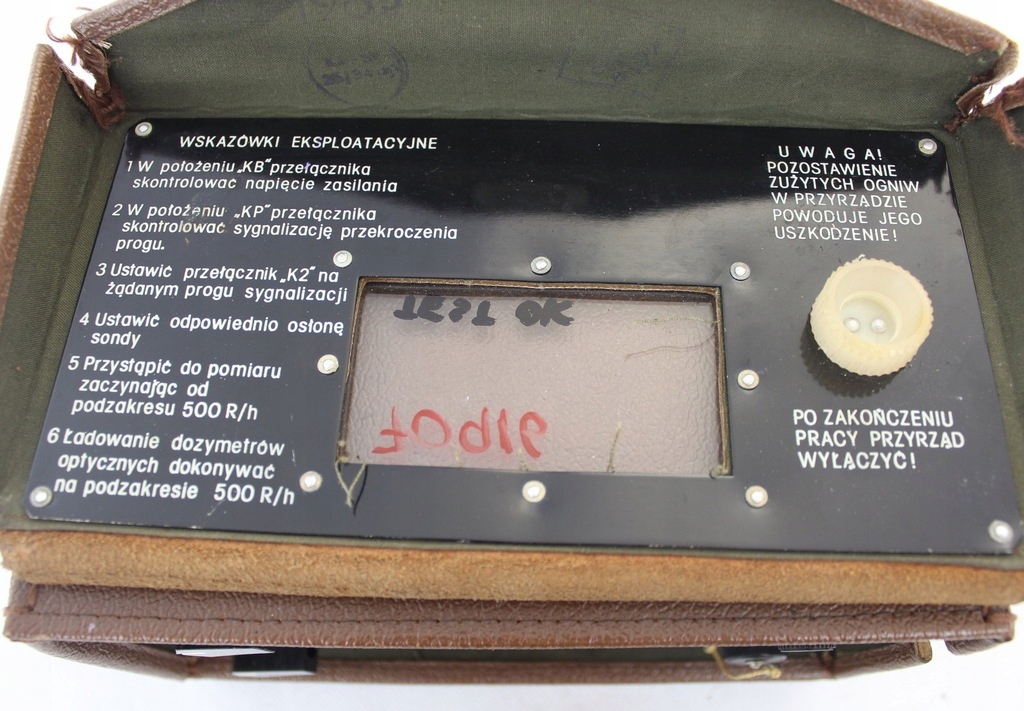 WSKAZÓWKI EKSPLOATACYJNE
1 W położeniu „KB" przełącznika
skontrolować napięcie zasilania
2 W położeniu „KP" przełącznika
skontrolować sygnalizację przekroczenia
progu.
3 Ustawić przełącznik „K2" na
żądanym progu sygnalizacji
4 Ustawić odpowiednio osłonę
sondy
5 Przystąpić do pomiaru
zaczynając od
podzakresu 500 R/h
6 Ładowanie dozymetrów
optycznych dokonywać
na podzakresie 500 R/h
TEST OK
UWAGA!
POZOSTAWIENIE
ZUŻYTYCH OGNIW
W PRZYRZĄDZIE
POWODUJE JEGO
USZKODZENIE!
PO ZAKOŃCZENIU
PRACY PRZYRZĄD
WYŁĄCZYĆ!